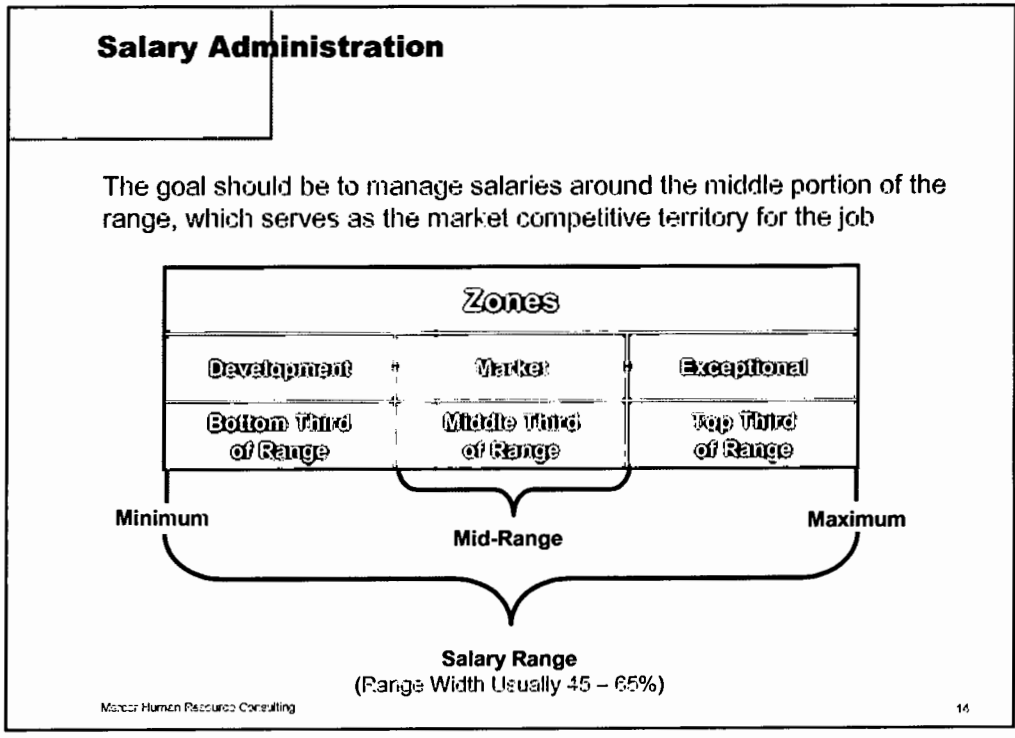 Salary Administration
The goal should be to manage salaries around the middle portion of the
range, which serves as the market competitive territory for the job
Zones
Development Market Exceptional
Bottom Third Middle Third Top Third
of Range of Range of Range
Minimum Maximum
Mid-Range
Salary Range
(Range Width Usually 45 – 65%)
Mercer Human Resource Consulting 14